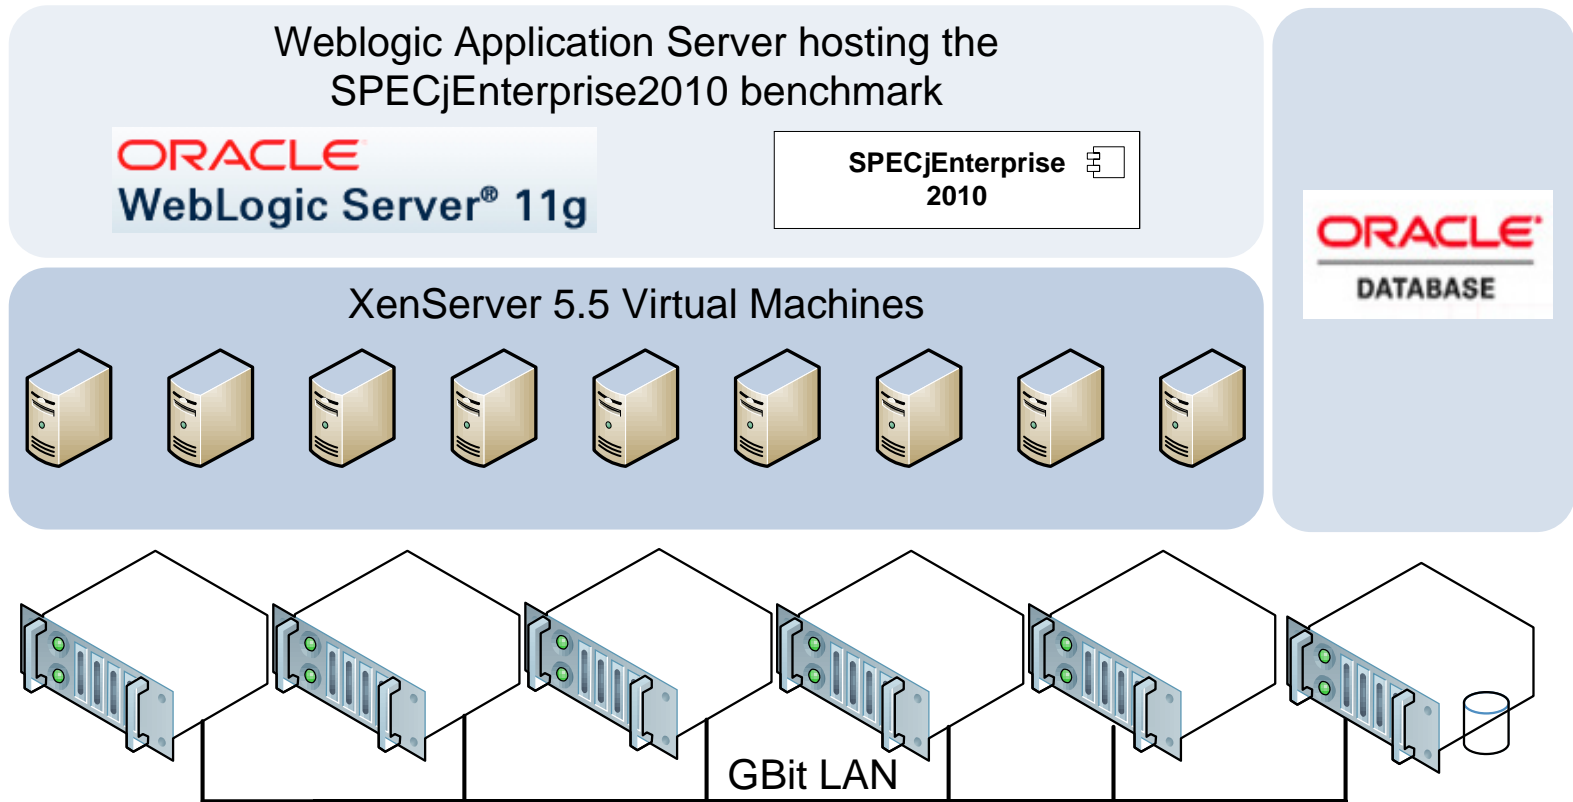 Weblogic Application Server hosting the
SPECjEnterprise2010 benchmark
ORACLE
WebLogic Server® 11g
SPECjEnterprise
2010
ORACLE
DATABASE
XenServer 5.5 Virtual Machines
GBit LAN